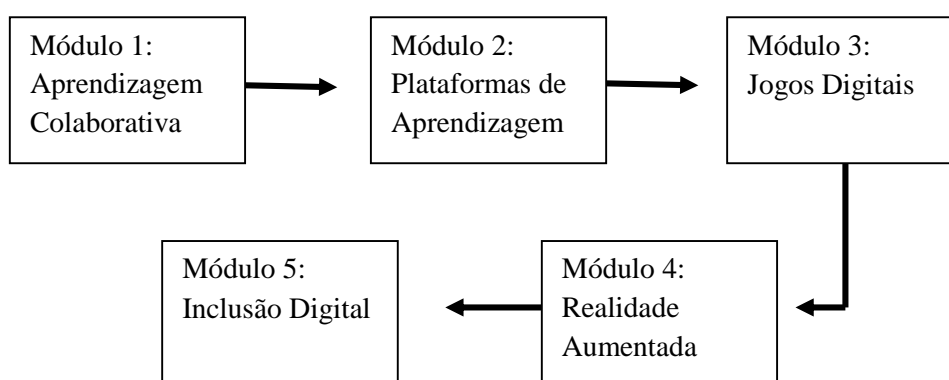 Módulo 1:
Aprendizagem
Colaborativa
Módulo 2:
Plataformas de
Aprendizagem
Módulo 3:
Jogos Digitais
Módulo 4:
Realidade
Aumentada
Módulo 5:
Inclusão Digital